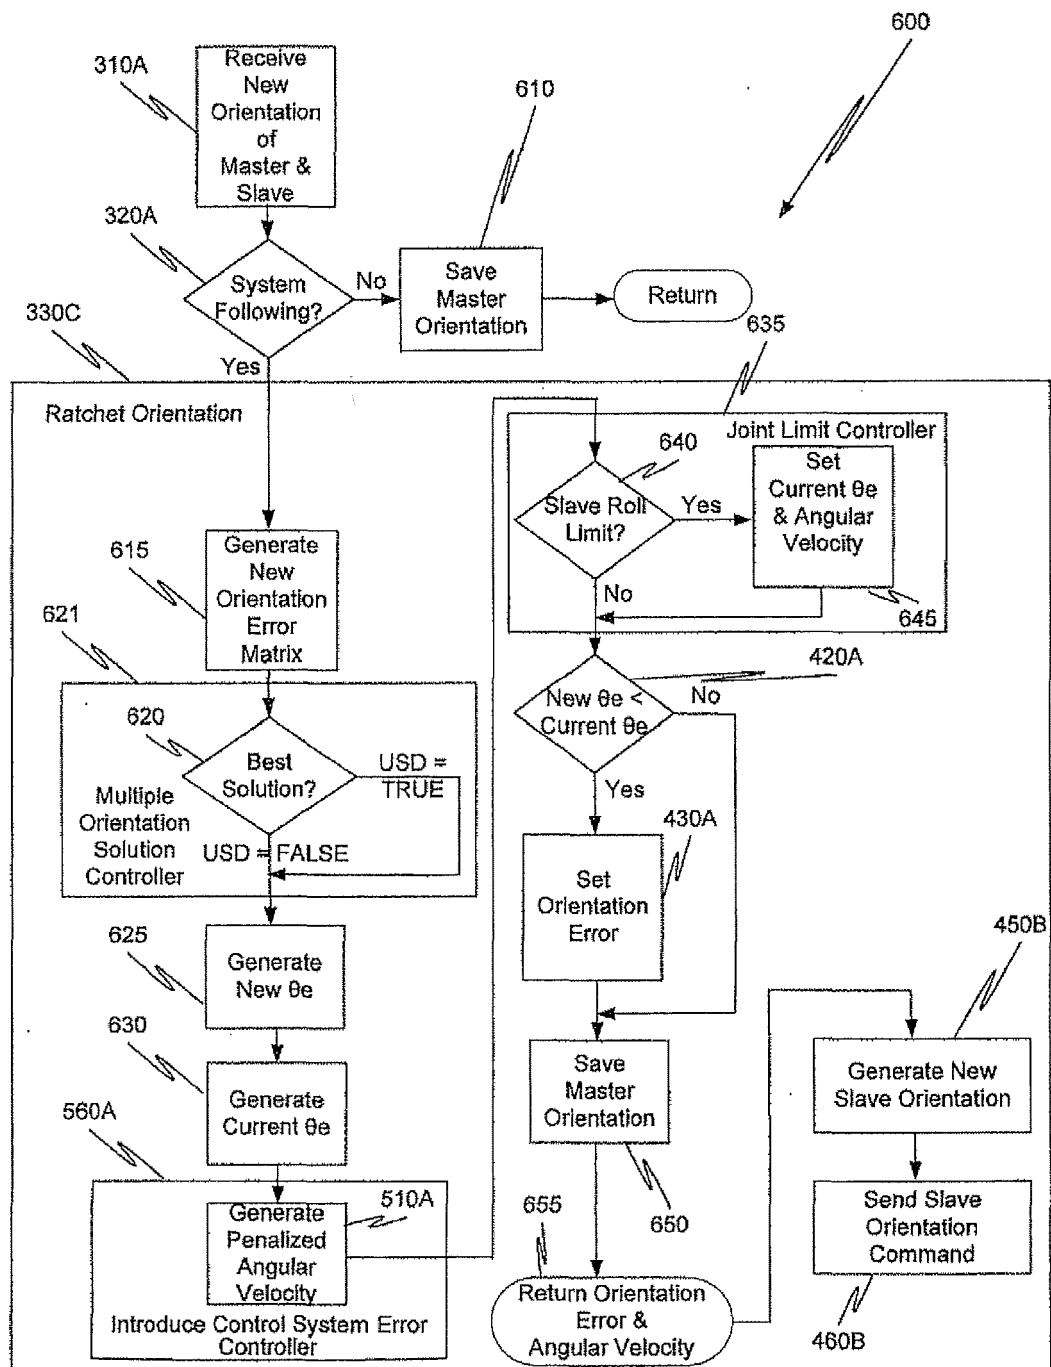 600
310A
Receive
New
Orientation
of
Master &
Slave
610
320A
System
Following?
No
Save
Master
Orientation
Return
330C
Yes
635
Ratchet Orientation
Joint Limit Controller
640
Slave Roll
Limit?
Yes
Set
Current θe
& Angular
Velocity
No
645
615
Generate
New
Orientation
Error
Matrix
621
620
Best
Solution?
USD =
TRUE
USD = FALSE
Multiple
Orientation
Solution
Controller
420A
New θe <
Current θe
No
Yes
430A
Set
Orientation
Error
625
Generate
New θe
630
Generate
Current θe
560A
510A
Generate
Penalized
Angular
Velocity
Introduce Control System Error
Controller
Save
Master
Orientation
650
655
Return Orientation
Error &
Angular Velocity
450B
Generate New
Slave Orientation
Send Slave
Orientation
Command
460B